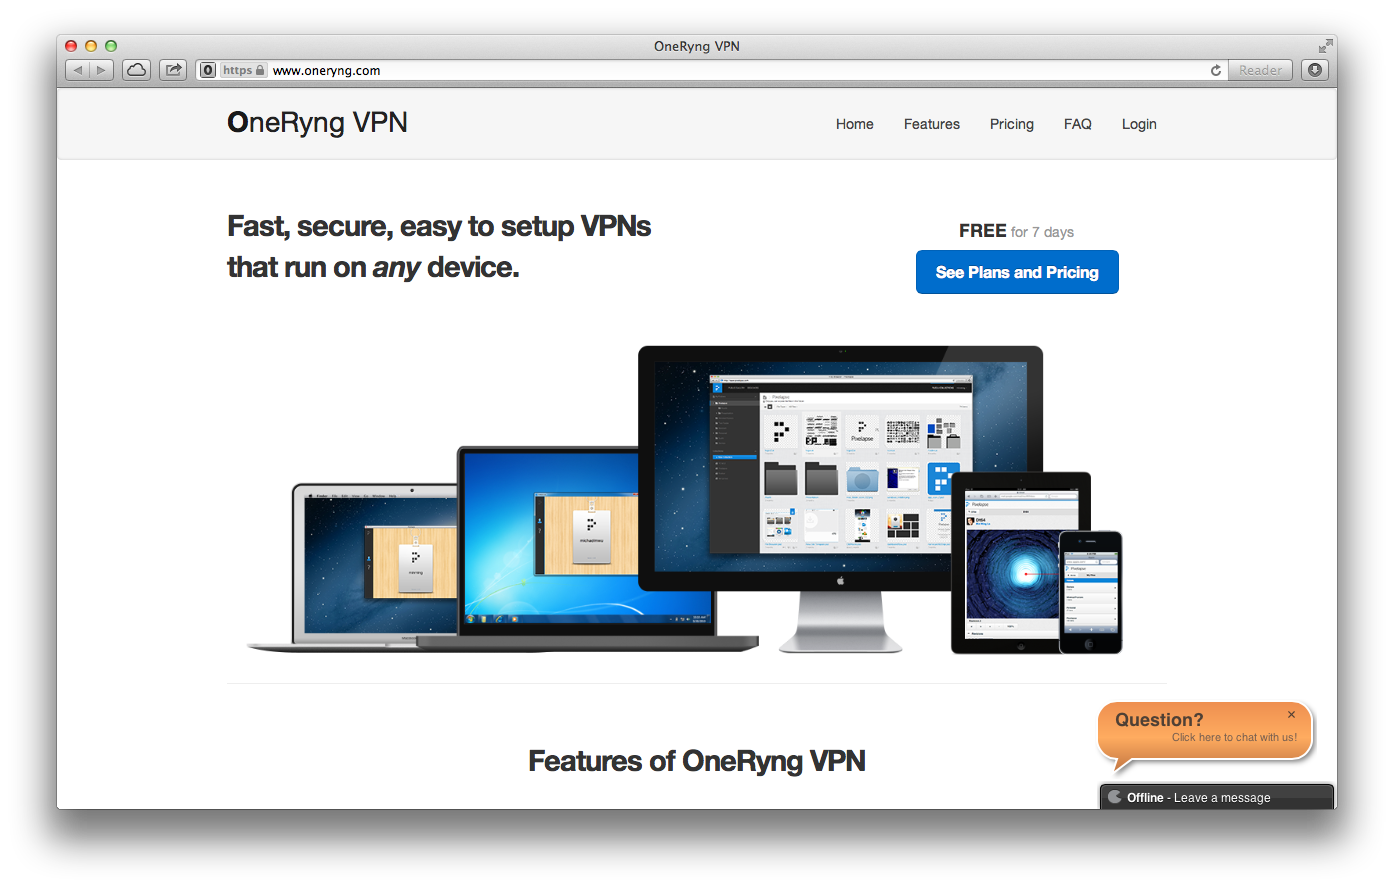 OneRyng VPN
https www.oneryng.com
Reader
OneRyng VPN
Home Features Pricing FAQ Login
Fast, secure, easy to setup VPNs
that run on any device.
FREE for 7 days
See Plans and Pricing
Pixelapse
Pixelapse
Question?
Click here to chat with us!
Features of OneRyng VPN
Offline - Leave a message